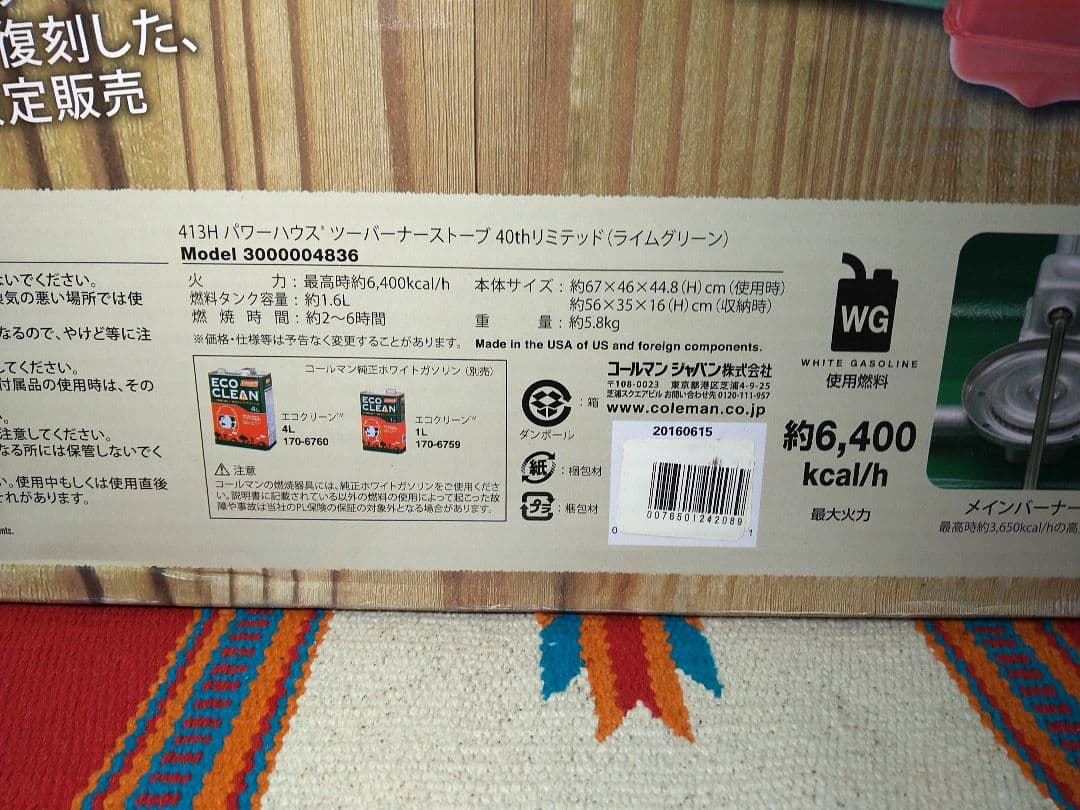 復刻した、
定販売
413H パワーハウス® ツーバーナーストーブ 40thリミテッド(ライムグリーン)
Model 3000004836
火　　　力：最高時約6,400kcal/h
燃料タンク容量：約1.6L
燃焼時間：約2〜6時間
本体サイズ：約67×46×44.8(H)cm(使用時)
約56×35×16(H)cm(収納時)
重　　　量：約5.8kg
※価格・仕様等は予告なく変更することがあります。
Made in the USA of US and foreign components.
ないでください。
換気の悪い場所では使
なるので、やけど等に注
してください。
付属品の使用時は、その
注意してください。
なる所には保管しないでく
い。使用中もしくは使用直後
れがあります。
nts.
コールマン純正ホワイトガソリン(別売)
ECO
CLEAN
4L
エコクリーン™
4L
170-6760
ECO
CLEAN
エコクリーン™
1L
170-6759
⚠注意
コールマンの燃焼器具には、純正ホワイトガソリンをご使用くださ
い。説明書に記載されている以外の燃料の使用によって起こった故
障や事故は当社のPL保険の保証の対象外となる場合があります。
：箱
ダンボール
紙
：梱包材
プラ
：梱包材
コールマン ジャパン株式会社
〒108-0023　東京都港区芝浦4-9-25
芝浦スクエアビル お問い合わせ先 0120-111-957
www.coleman.co.jp
20160615
0076501242089
0
1
WG
WHITE GASOLINE
使用燃料
約6,400
kcal/h
最大火力
メインバーナー
最高時約3,650kcal/hの高